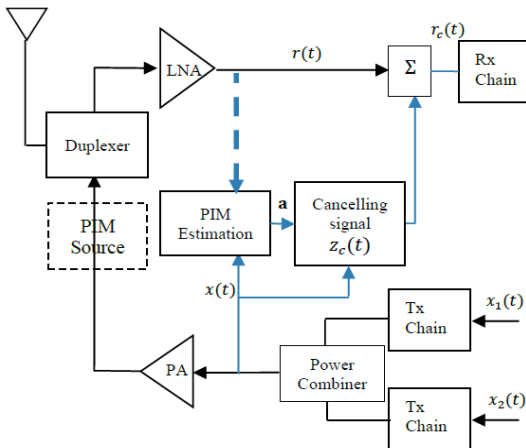 r(t)
r_c(t)
LNA
Σ
Rx
Chain
Duplexer
PIM
Source
PIM
Estimation
a
Cancelling
signal
z_c(t)
x(t)
Tx
Chain
x_1(t)
PA
Power
Combiner
Tx
Chain
x_2(t)